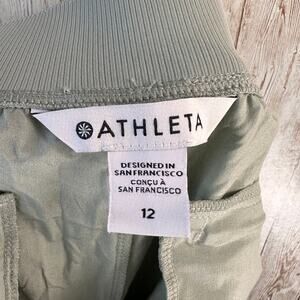 ATHLETA
DESIGNED IN
SAN FRANCISCO
CONÇU À
SAN FRANCISCO
12